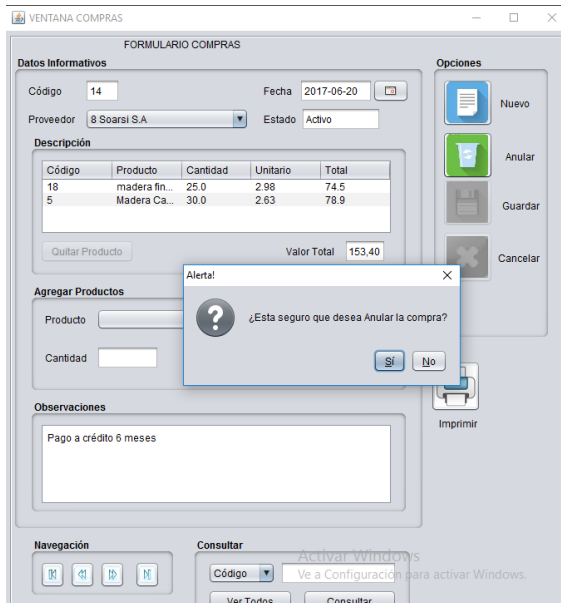 VENTANA COMPRAS
FORMULARIO COMPRAS
Datos Informativos
Código 14 Fecha 2017-06-20
Proveedor 8 Soarsi S.A Estado Activo
Descripción
Código Producto Cantidad Unitario Total
18 madera fin... 25.0 2.98 74.5
5 Madera Ca... 30.0 2.63 78.9
Quitar Producto Valor Total 153,40
Agregar Productos
Producto
Cantidad
Alerta!
¿Esta seguro que desea Anular la compra?
Sí No
Observaciones
Pago a crédito 6 meses
Navegación
Consultar
Código
Ver Todos Consultar
Opciones
Nuevo
Anular
Guardar
Cancelar
Imprimir
Activar Windows
Ve a Configuración para activar Windows.